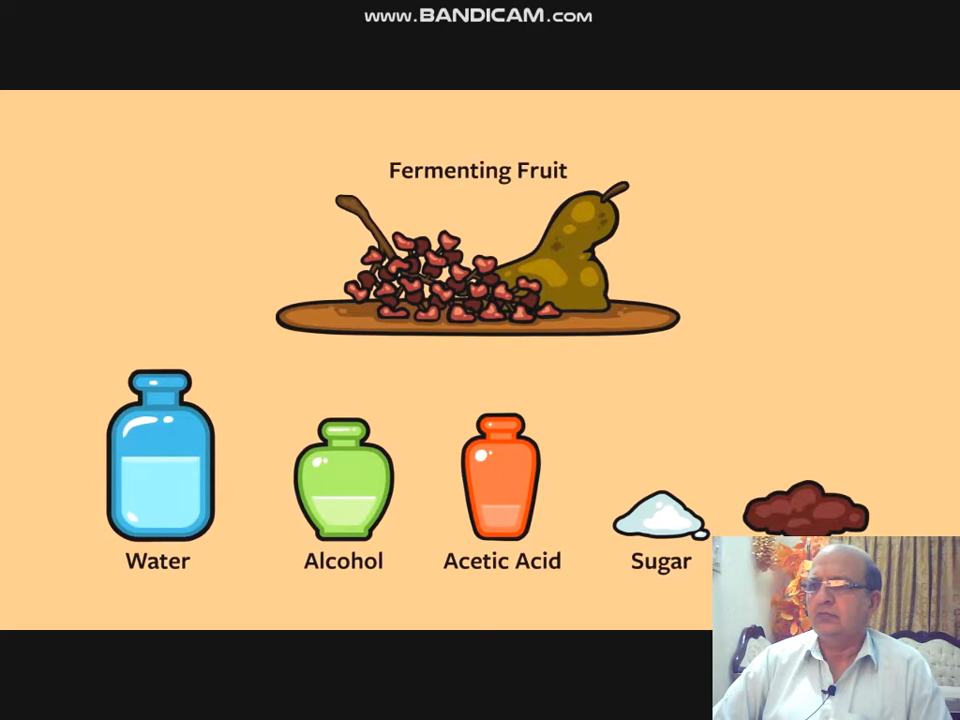 www.BANDICAM.com
Fermenting Fruit
Water
Alcohol
Acetic Acid
Sugar